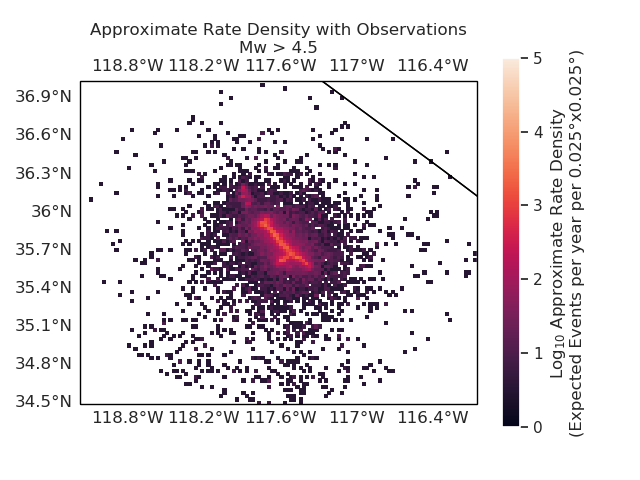 Approximate Rate Density with Observations
Mw > 4.5
118.8°W 118.2°W 117.6°W 117°W 116.4°W
36.9°N
36.6°N
36.3°N
36°N
35.7°N
35.4°N
35.1°N
34.8°N
34.5°N
118.8°W 118.2°W 117.6°W 117°W 116.4°W
5
4
3
2
1
0
Log₁₀ Approximate Rate Density
(Expected Events per year per 0.025°x0.025°)